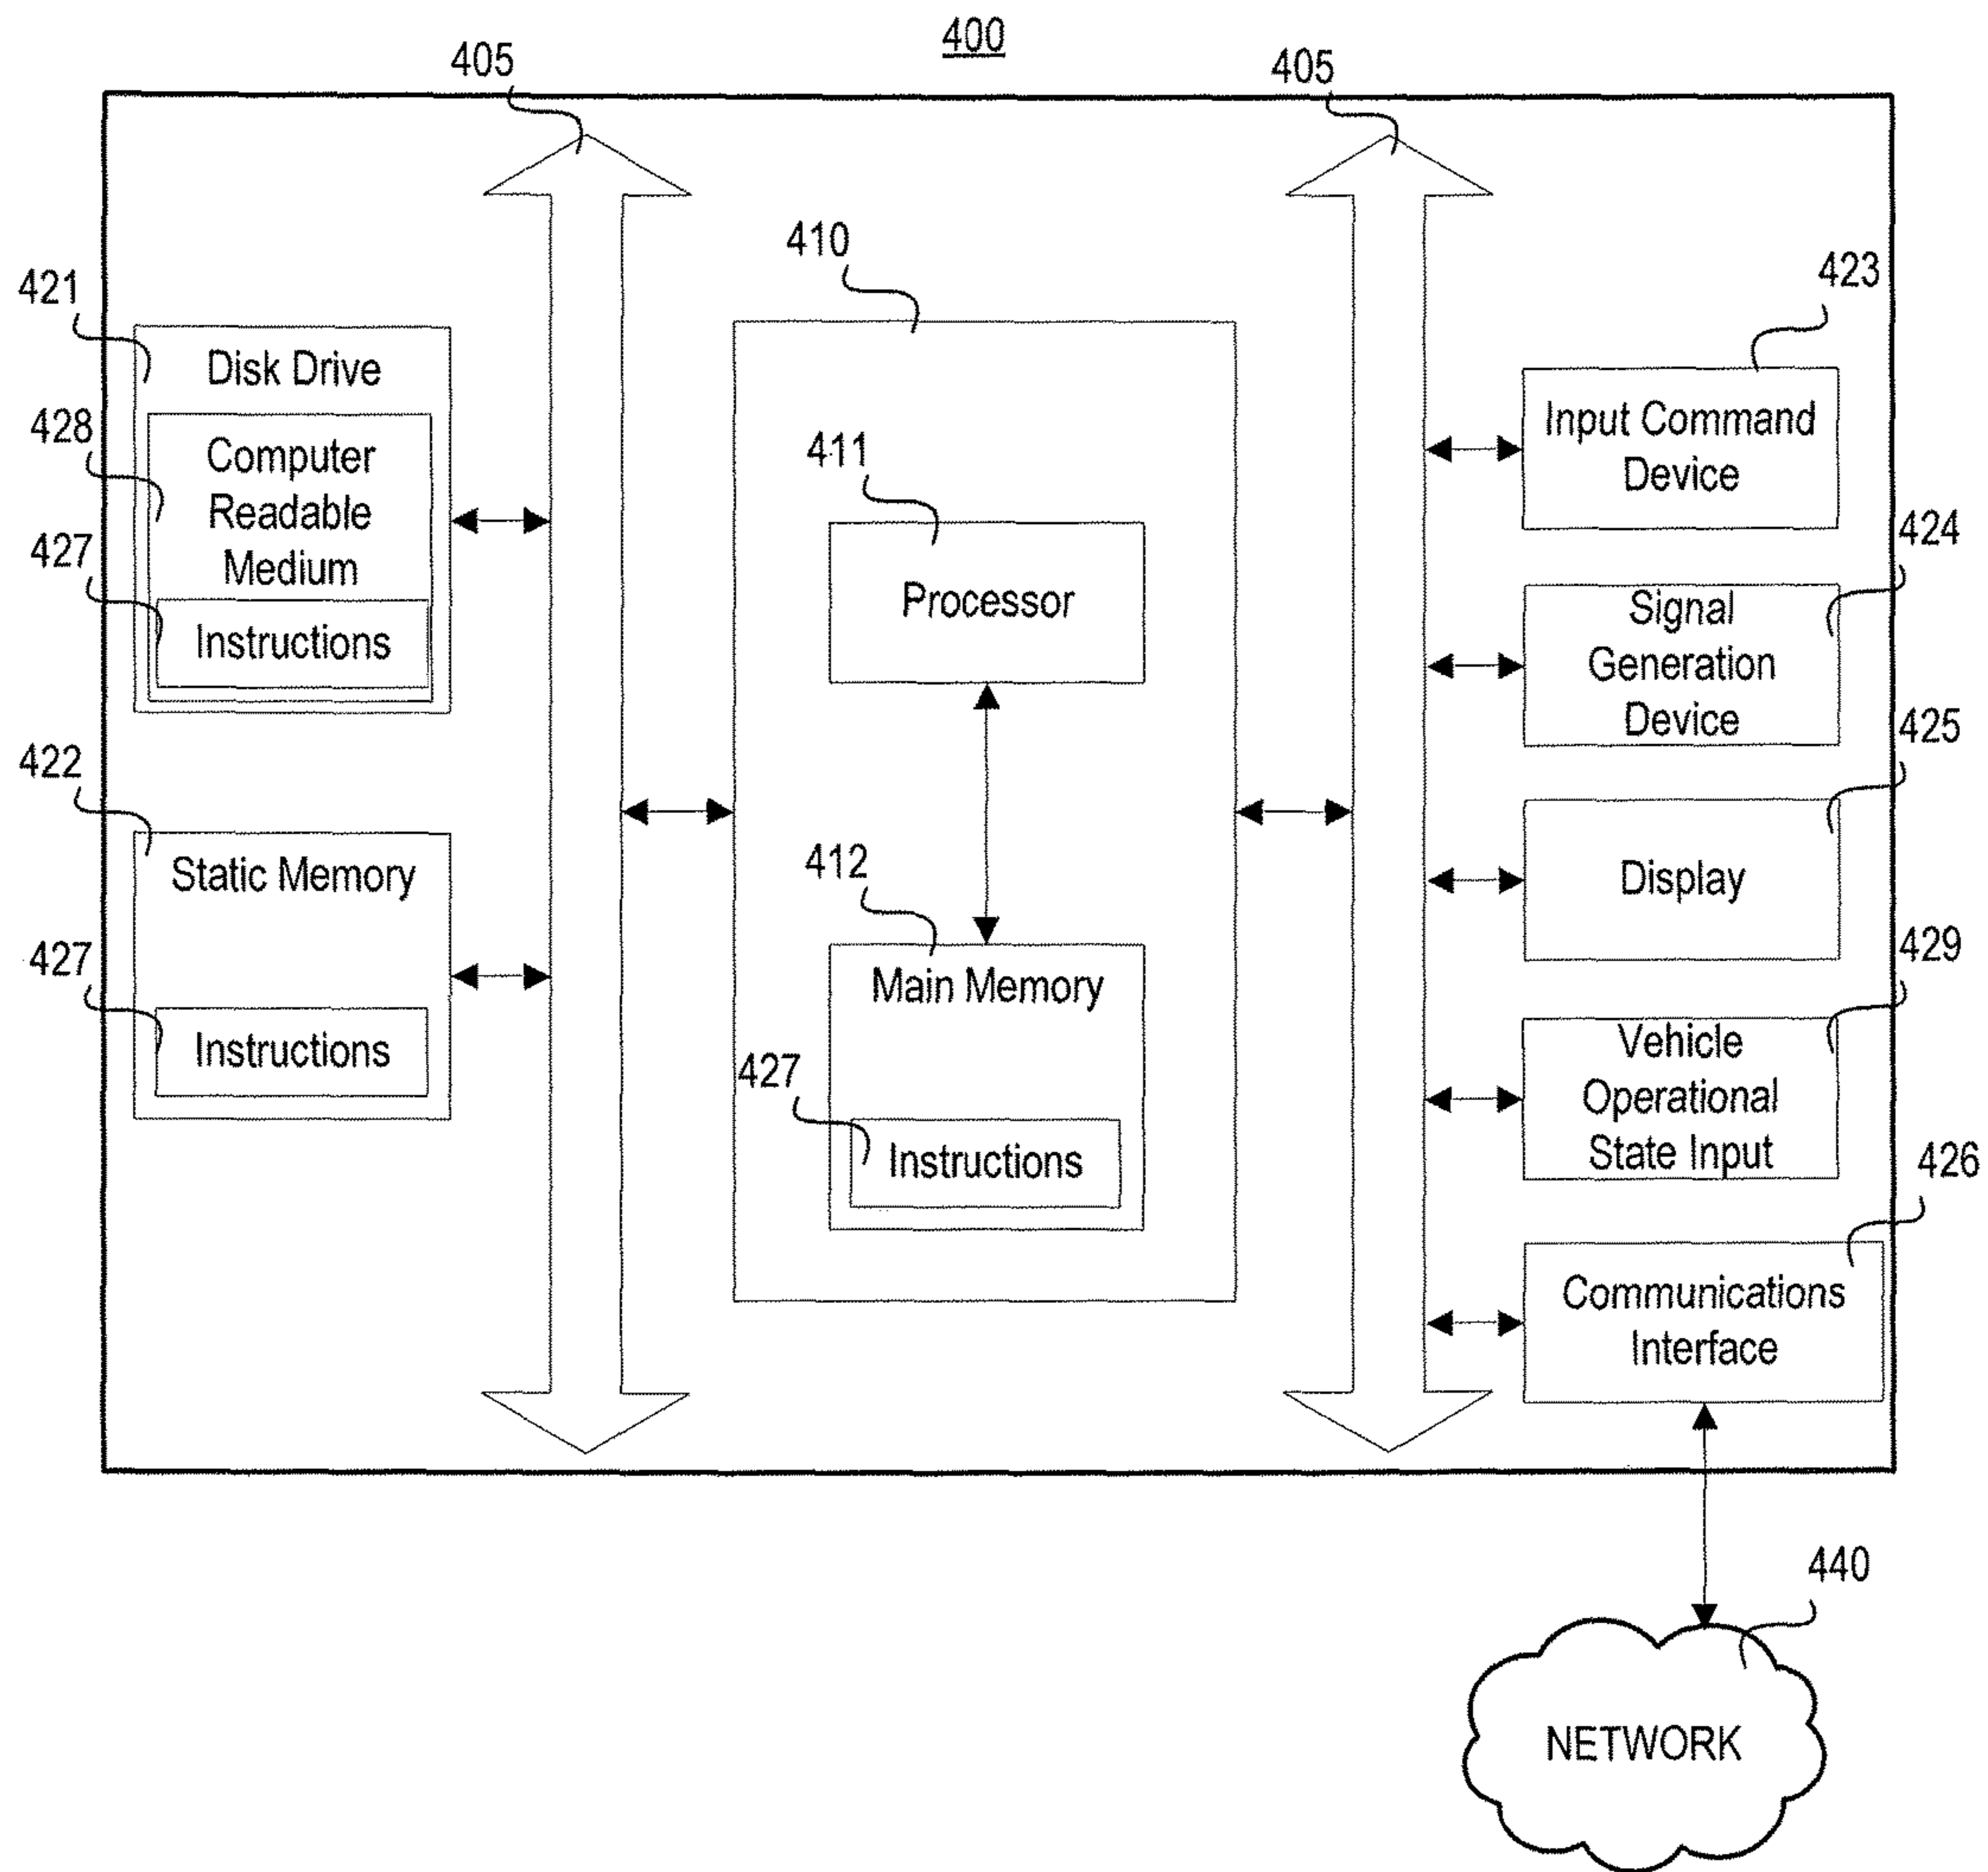 400
405
405
410
421
423
Disk Drive
428
Computer
Readable
Medium
427
Instructions
411
Processor
Input Command
Device
424
Signal
Generation
Device
425
422
Static Memory
427
Instructions
412
Main Memory
427
Instructions
Display
429
Vehicle
Operational
State Input
426
Communications
Interface
440
NETWORK